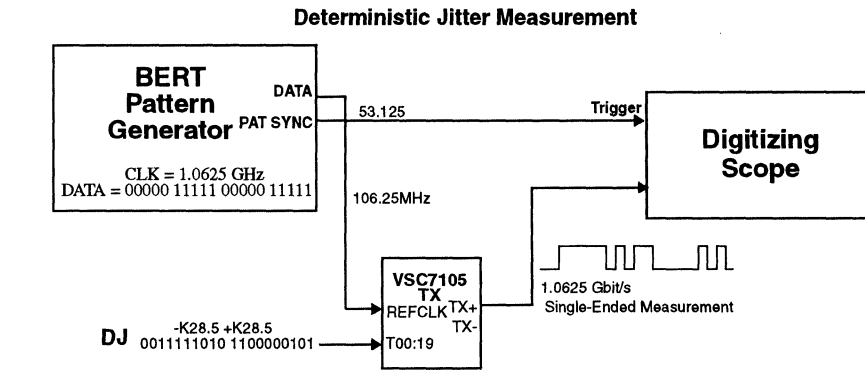 Deterministic Jitter Measurement
BERT
Pattern
Generator
DATA
PAT SYNC
CLK = 1.0625 GHz
DATA = 00000 11111 00000 11111
53.125
Trigger
Digitizing
Scope
106.25MHz
VSC7105
TX
REFCLK
TX+
TX-
T00:19
1.0625 Gbit/s
Single-Ended Measurement
DJ
-K28.5 +K28.5
0011111010 1100000101